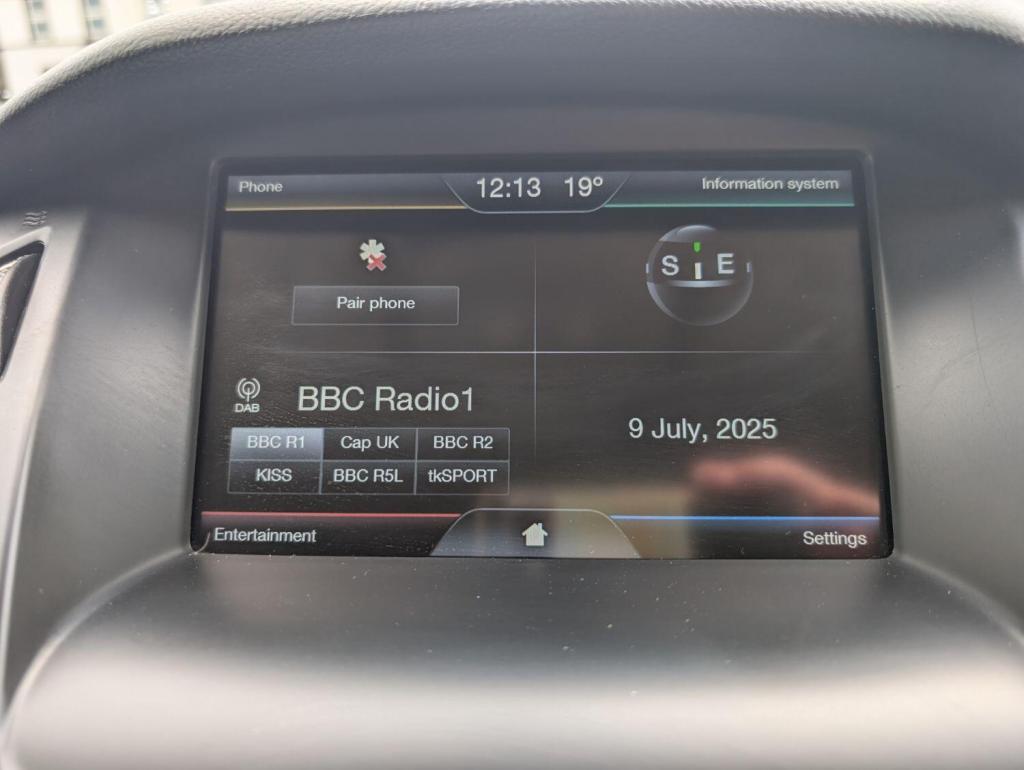 Phone
12:13 19º
Information system
Pair phone
S E
DAB
BBC Radio1
BBC R1 Cap UK BBC R2
KISS BBC R5L tkSPORT
9 July, 2025
Entertainment
Settings